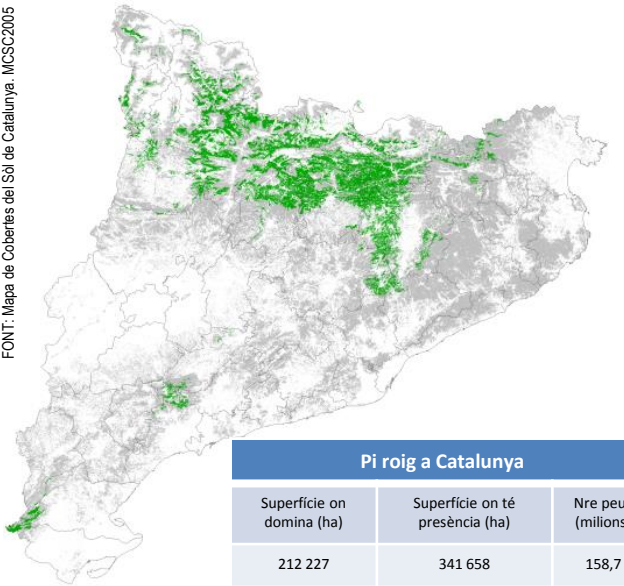 FONT: Mapa de Cobertes del Sòl de Catalunya. MCSC2005
Pi roig a Catalunya
Superfície on
domina (ha)
Superfície on té
presència (ha)
Nre peu
(milions
212 227
341 658
158,7